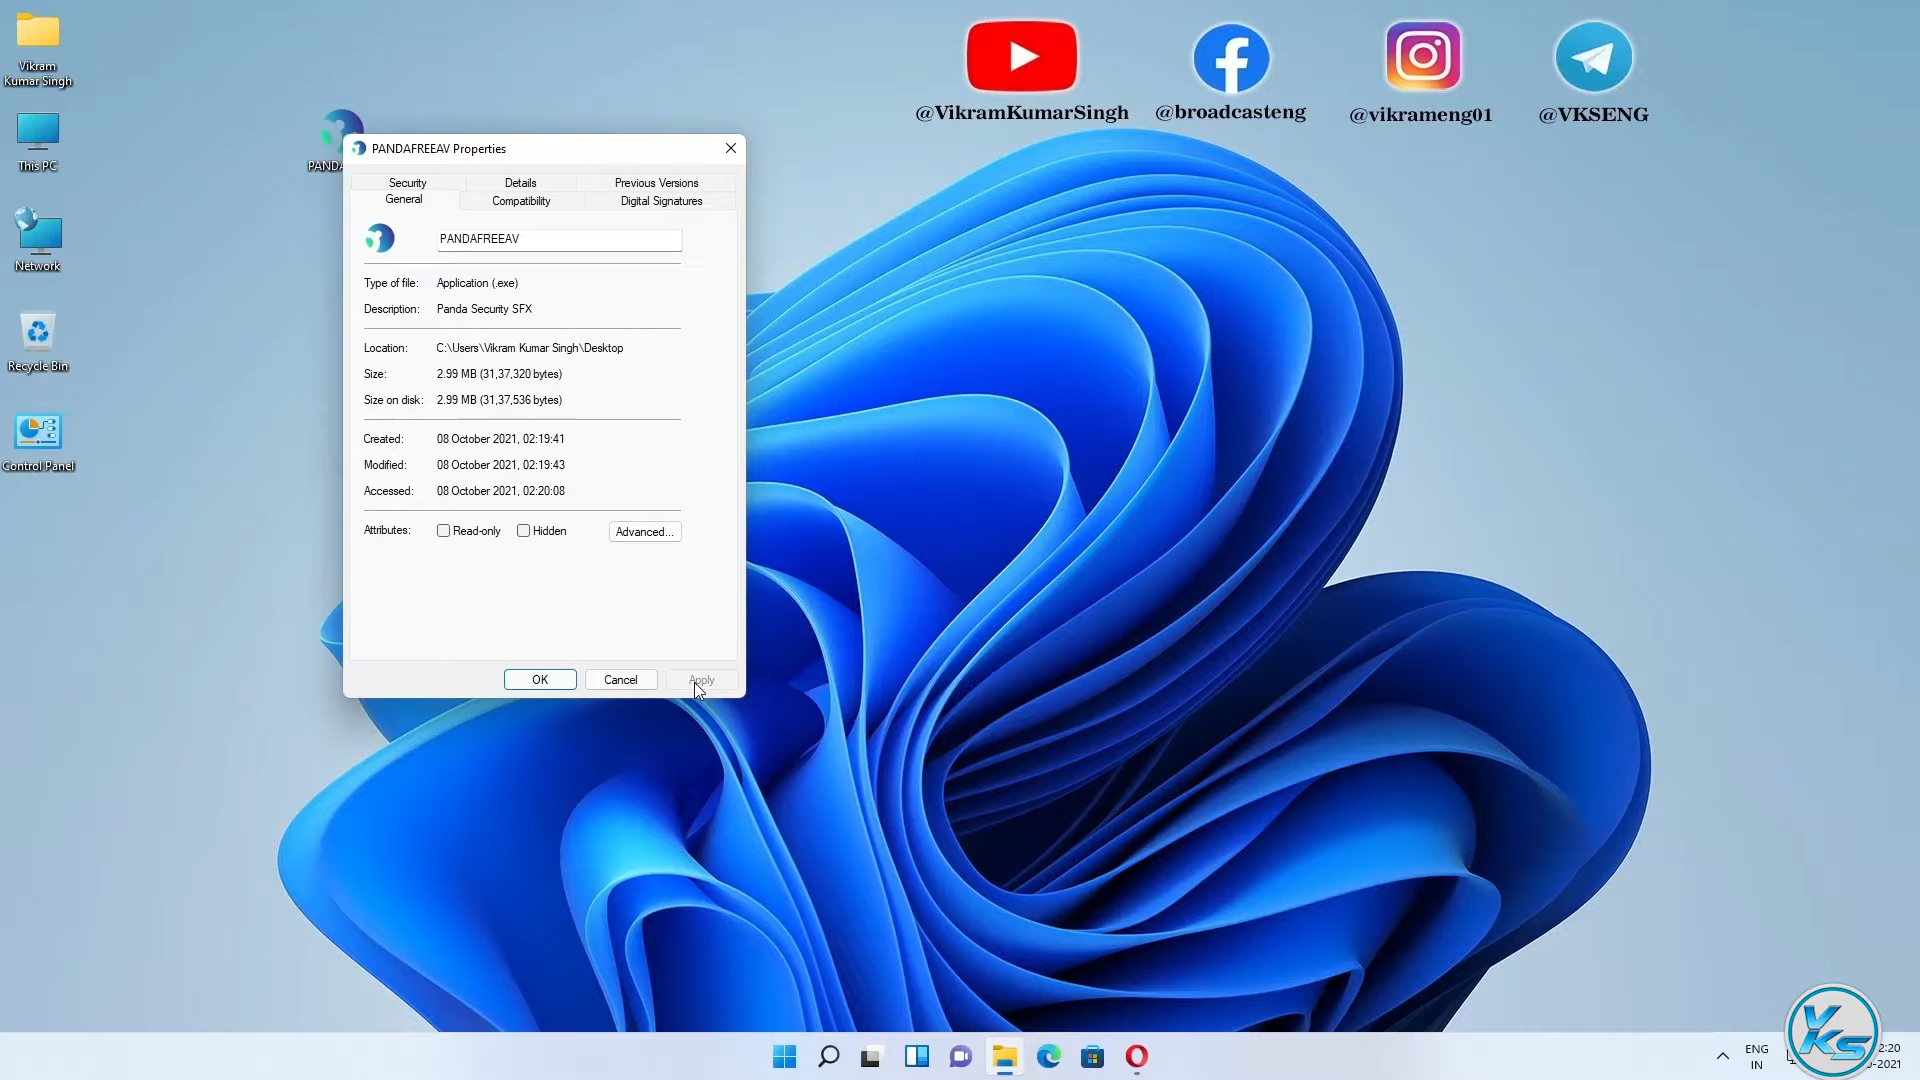 Vikram
Kumar Singh
This PC
Network
Recycle Bin
Control Panel
@VikramKumarSingh
@broadcasteng
@vikrameng01
@VKSENG
PANDAFREEAV Properties
Security
Details
Previous Versions
General
Compatibility
Digital Signatures
PANDAFREEAV
Type of file: Application (.exe)
Description: Panda Security SFX
Location: C:\Users\Vikram Kumar Singh\Desktop
Size: 2.99 MB (31,37,320 bytes)
Size on disk: 2.99 MB (31,37,536 bytes)
Created: 08 October 2021, 02:19:41
Modified: 08 October 2021, 02:19:43
Accessed: 08 October 2021, 02:20:08
Attributes: Read-only Hidden Advanced...
OK Cancel Apply
ENG
IN
VKS
2:20
-2021